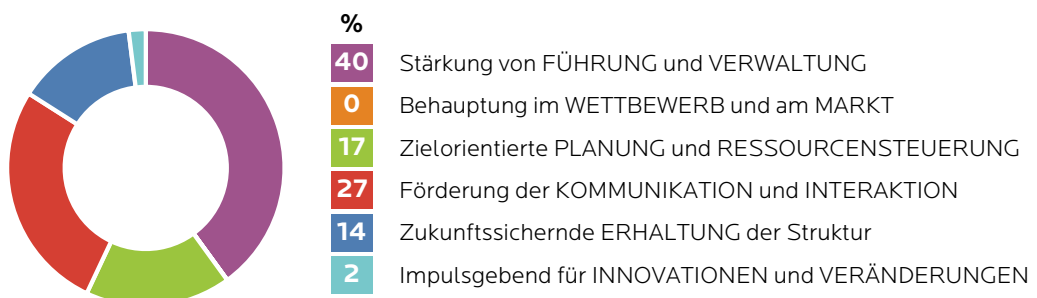 %
40 Stärkung von FÜHRUNG und VERWALTUNG
0 Behauptung im WETTBEWERB und am MARKT
17 Zielorientierte PLANUNG und RESSOURCENSTEUERUNG
27 Förderung der KOMMUNIKATION und INTERAKTION
14 Zukunftssichernde ERHALTUNG der Struktur
2 Impulsgebend für INNOVATIONEN und VERÄNDERUNGEN